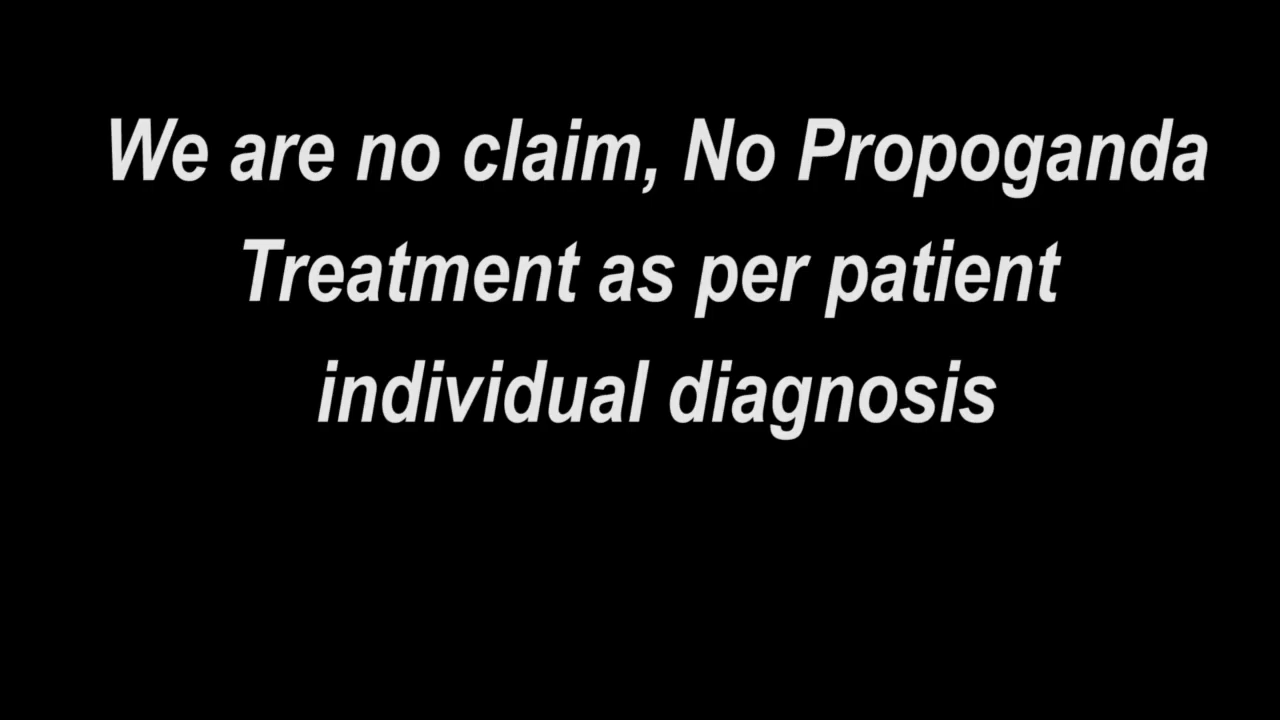 We are no claim, No Propoganda
Treatment as per patient
individual diagnosis